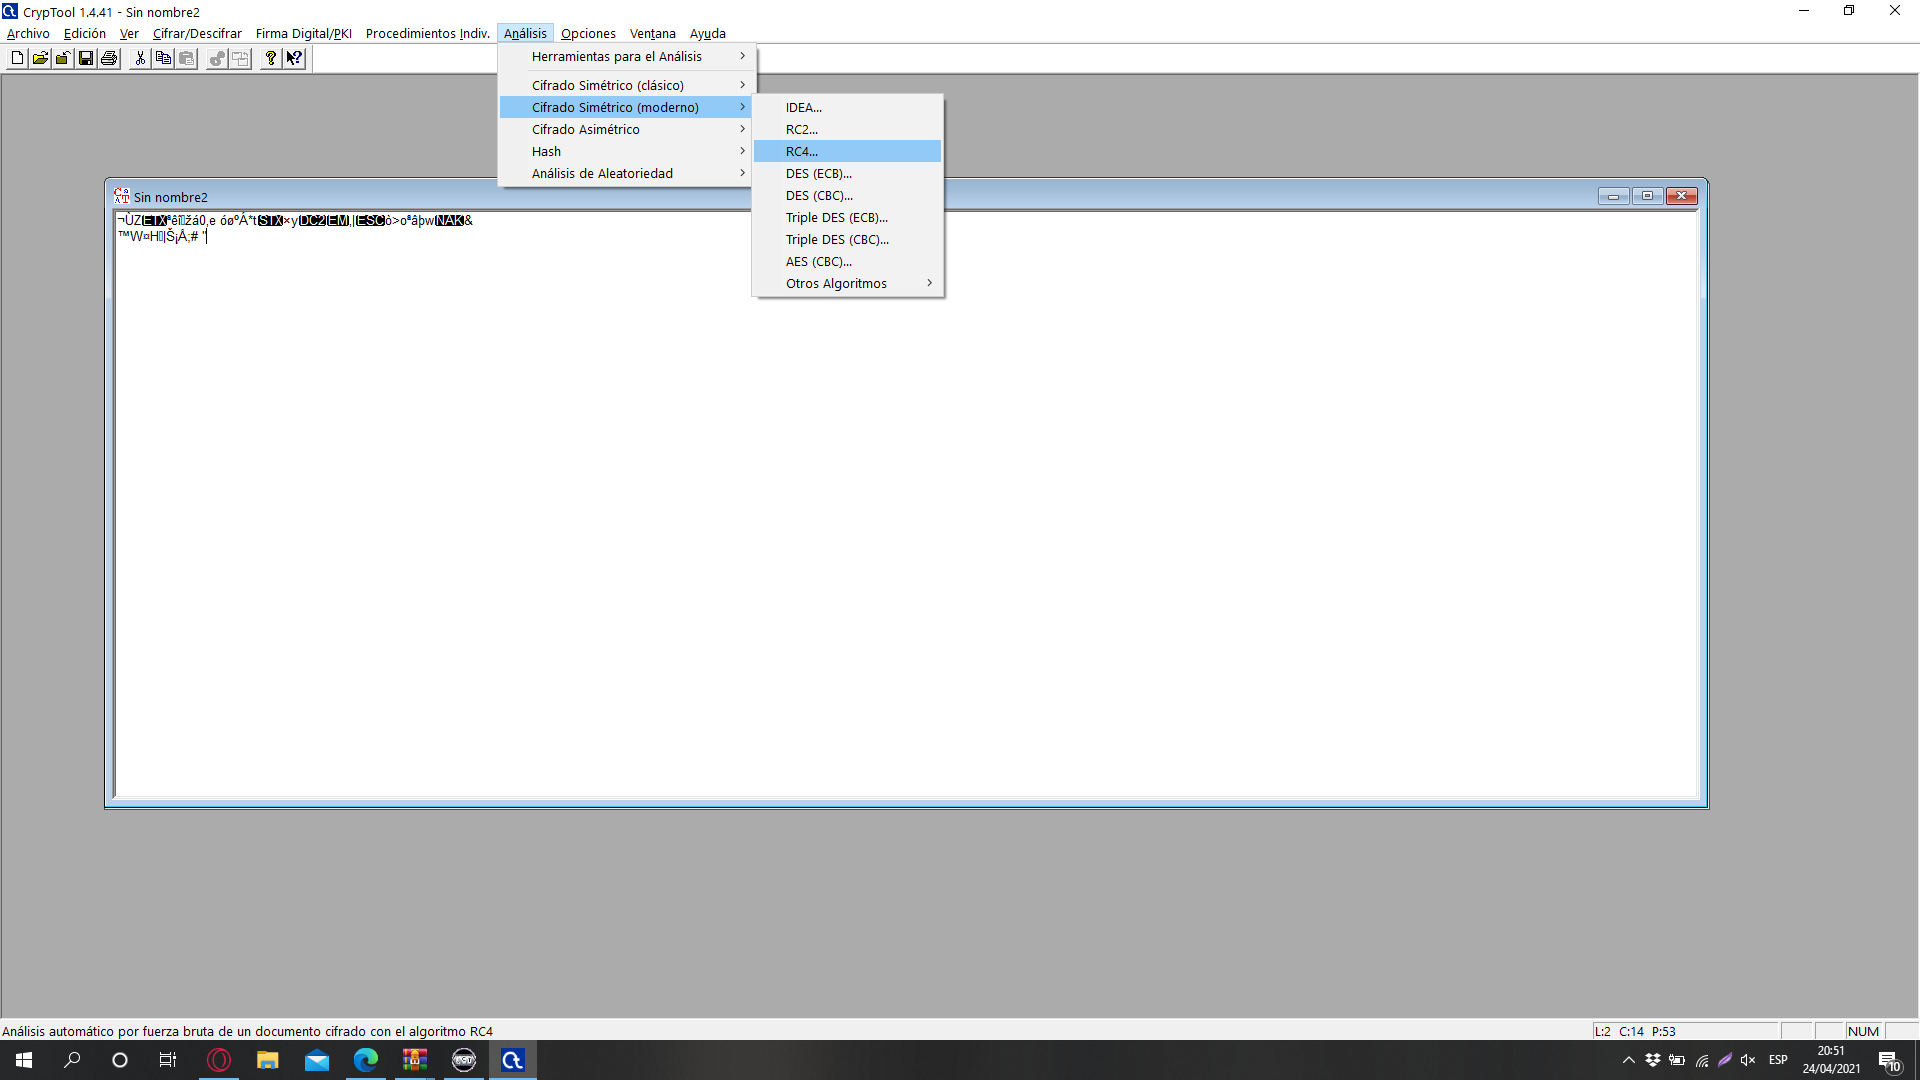 CrypTool 1.4.41 - Sin nombre2
Archivo Edición Ver Cifrar/Descifrar Firma Digital/PKI Procedimientos Indiv. Análisis Opciones Ventana Ayuda
Herramientas para el Análisis
Cifrado Simétrico (clásico)
Cifrado Simétrico (moderno)
Cifrado Asimétrico
Hash
Análisis de Aleatoriedad
IDEA...
RC2...
RC4...
DES (ECB)...
DES (CBC)...
Triple DES (ECB)...
Triple DES (CBC)...
AES (CBC)...
Otros Algoritmos
Sin nombre2
¬ÙZETXªêî žá0,e óøºÁ*tSTX×yDC2EM,|ESCò>oªâþwNAK&
™W¤H |Š¡Å;# "
Análisis automático por fuerza bruta de un documento cifrado con el algoritmo RC4
L:2 C:14 P:53
NUM
ESP
20:51
24/04/2021
10